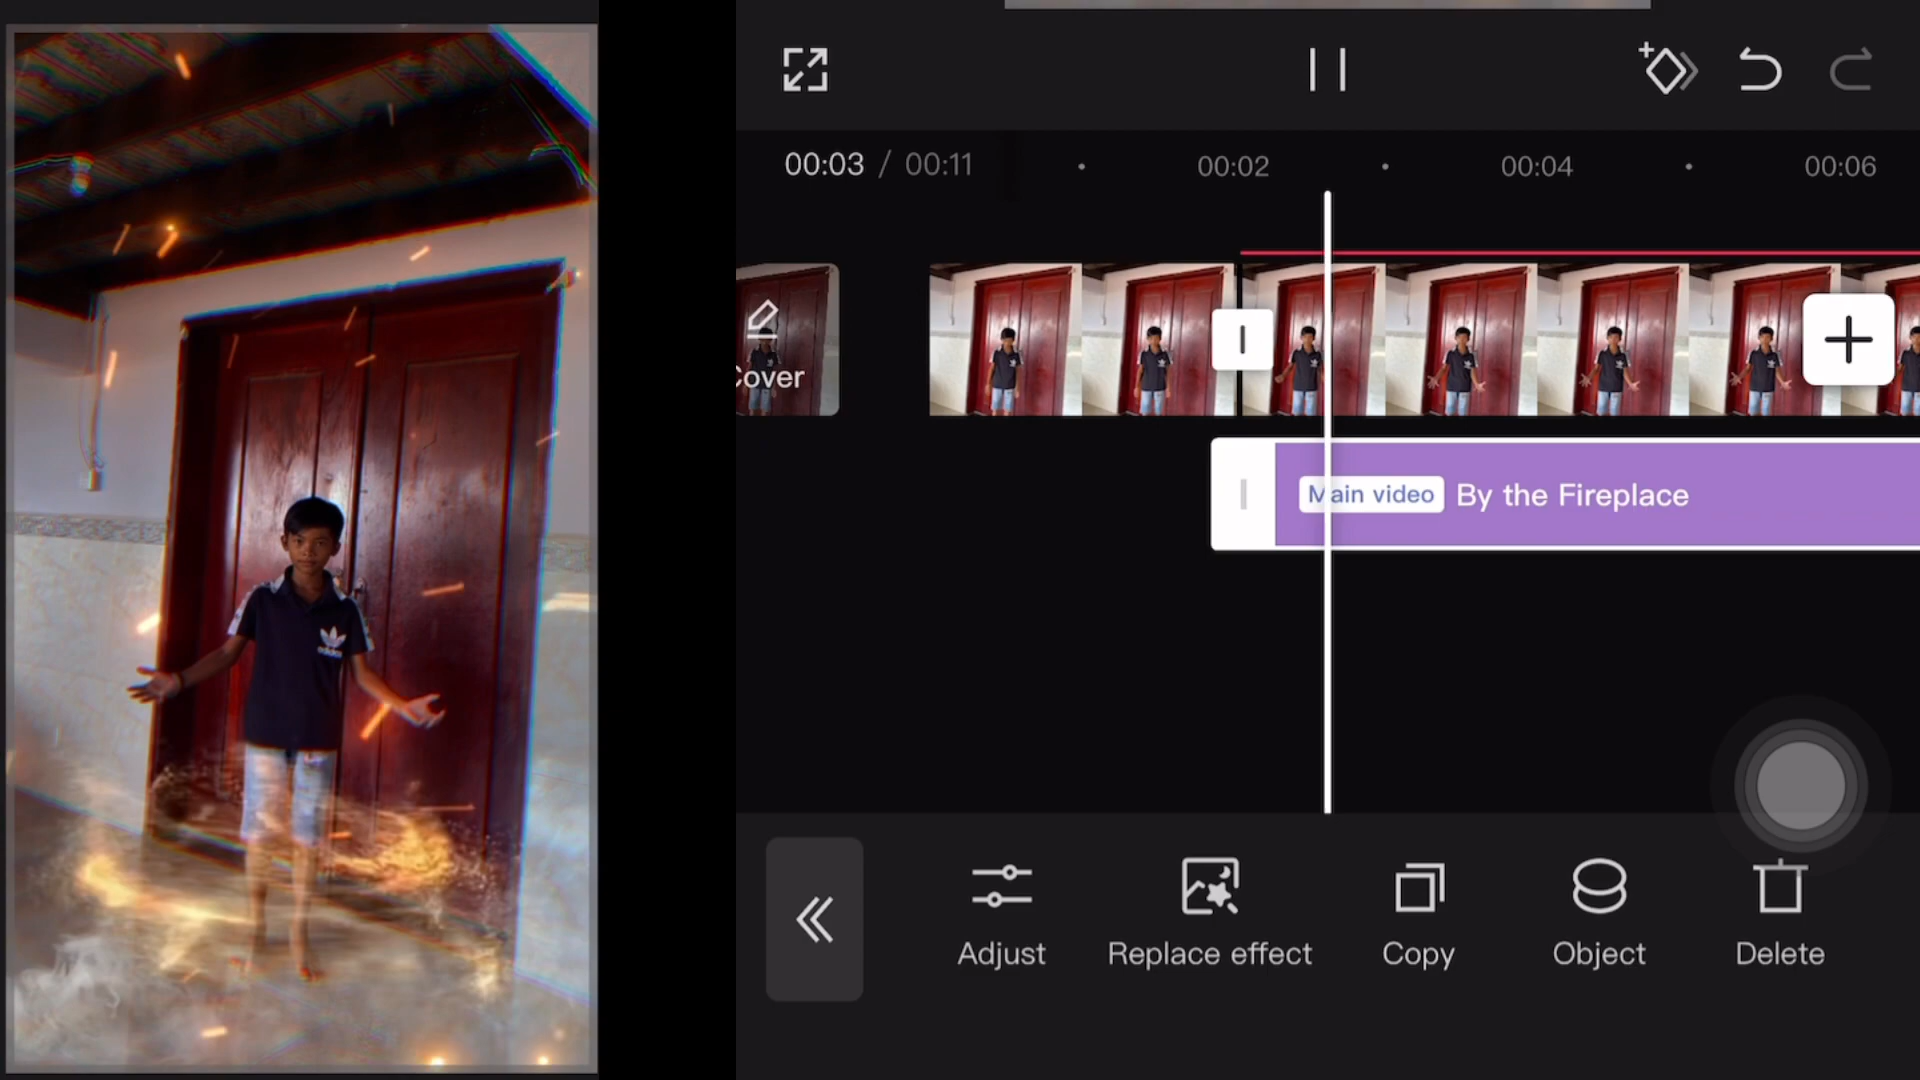 adidas
00:03 / 00:11
00:02
00:04
00:06
Cover
Main video By the Fireplace
Adjust
Replace effect
Copy
Object
Delete